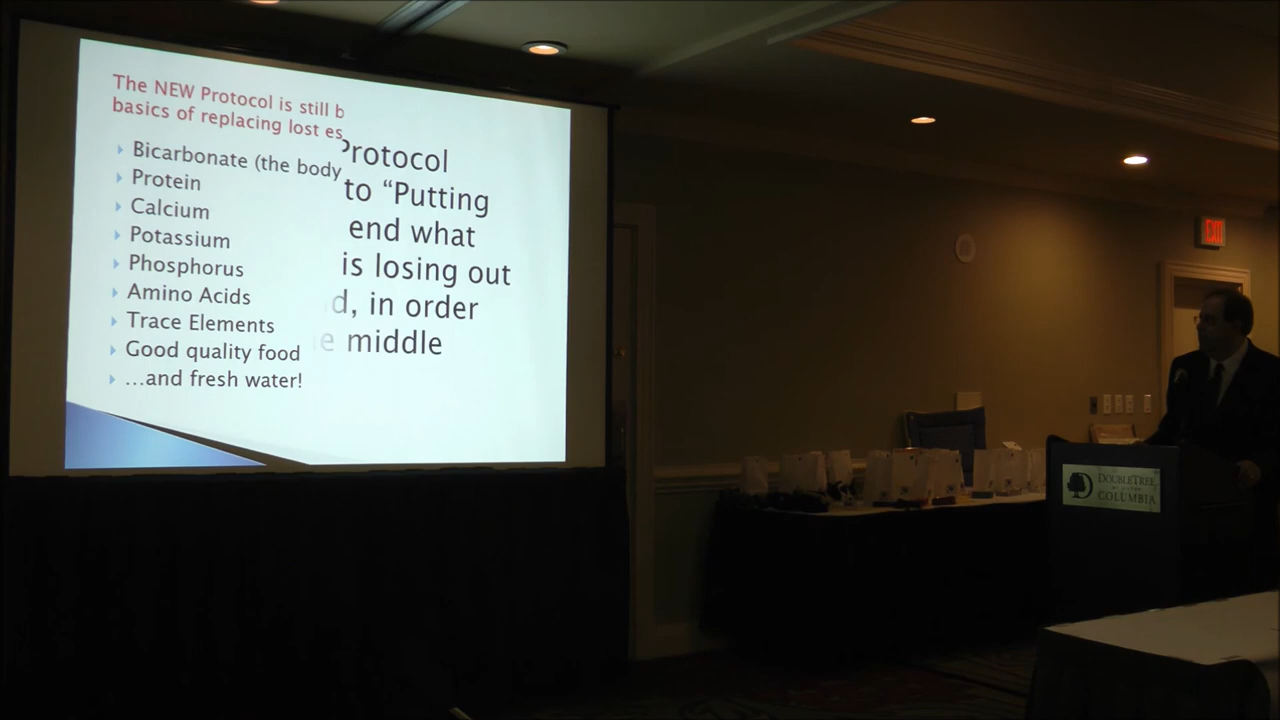 The NEW Protocol is still b
basics of replacing lost es
Bicarbonate (the body
Protein
Calcium
Potassium
Phosphorus
Amino Acids
Trace Elements
Good quality food
...and fresh water!
Protocol
to “Putting
end what
is losing out
d, in order
e middle
EXIT
DOUBLETREE
COLUMBIA